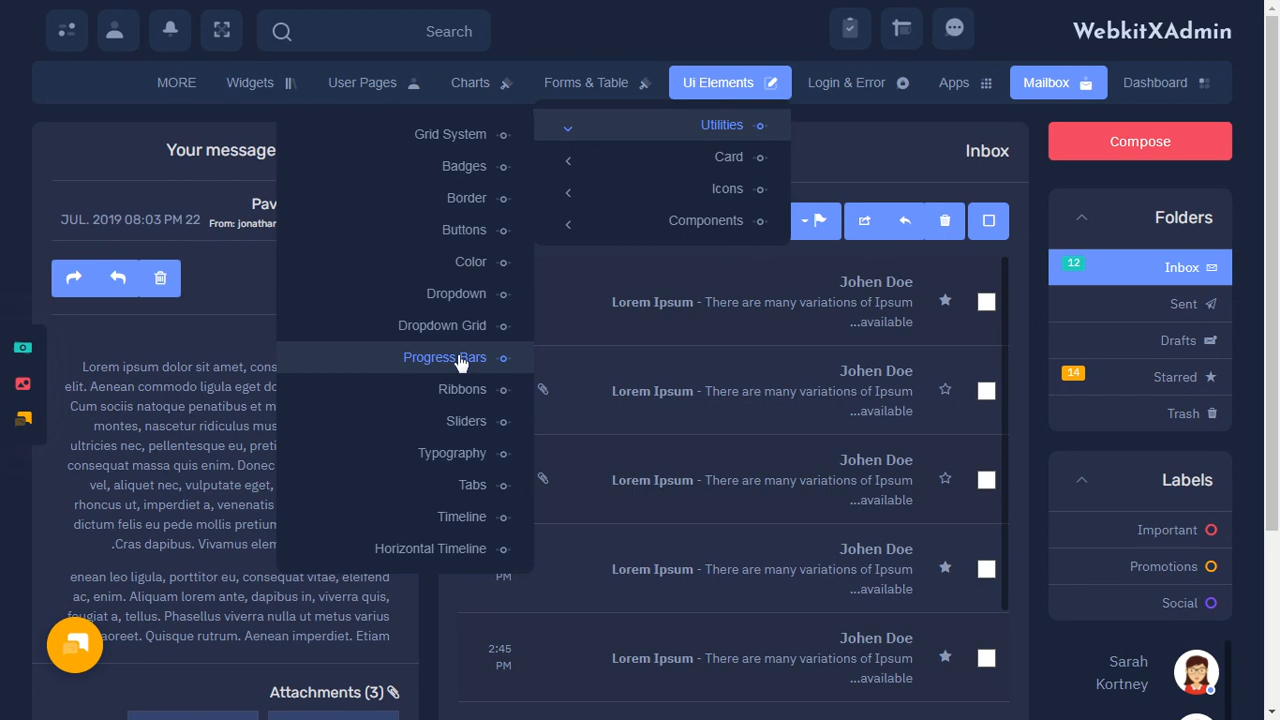 WebkitXAdmin
Search
Dashboard
Mailbox
Apps
Login & Error
Ui Elements
Forms & Table
Charts
User Pages
Widgets
MORE
Utilities
Card
Icons
Components
Grid System
Badges
Border
Buttons
Color
Dropdown
Dropdown Grid
Progress Bars
Ribbons
Sliders
Typography
Tabs
Timeline
Horizontal Timeline
Compose
Folders
Inbox
12
Sent
Drafts
Starred
14
Trash
Labels
Important
Promotions
Social
Sarah
Kortney
Inbox
Johen Doe
Lorem Ipsum - There are many variations of Ipsum
...available
Johen Doe
Lorem Ipsum - There are many variations of Ipsum
...available
Johen Doe
Lorem Ipsum - There are many variations of Ipsum
...available
Johen Doe
Lorem Ipsum - There are many variations of Ipsum
...available
PM
Johen Doe
Lorem Ipsum - There are many variations of Ipsum
...available
2:45
PM
Your message
Pav
JUL. 2019 08:03 PM 22
From: jonathan
Lorem ipsum dolor sit amet, cons
elit. Aenean commodo ligula eget do
Cum sociis natoque penatibus et m
montes, nascetur ridiculus mus
ultricies nec, pellentesque eu, preti
consequat massa quis enim. Donec
vel, aliquet nec, vulputate eget,
rhoncus ut, imperdiet a, venenatis
dictum felis eu pede mollis pretium
.Cras dapibus. Vivamus elem
enean leo ligula, porttitor eu, consequat vitae, eleifend
ac, enim. Aliquam lorem ante, dapibus in, viverra
feugiat a, tellus. Phasellus viverra nulla ut metus varius
laoreet. Quisque rutrum. Aenean imperdiet. Etiam
Attachments (3)